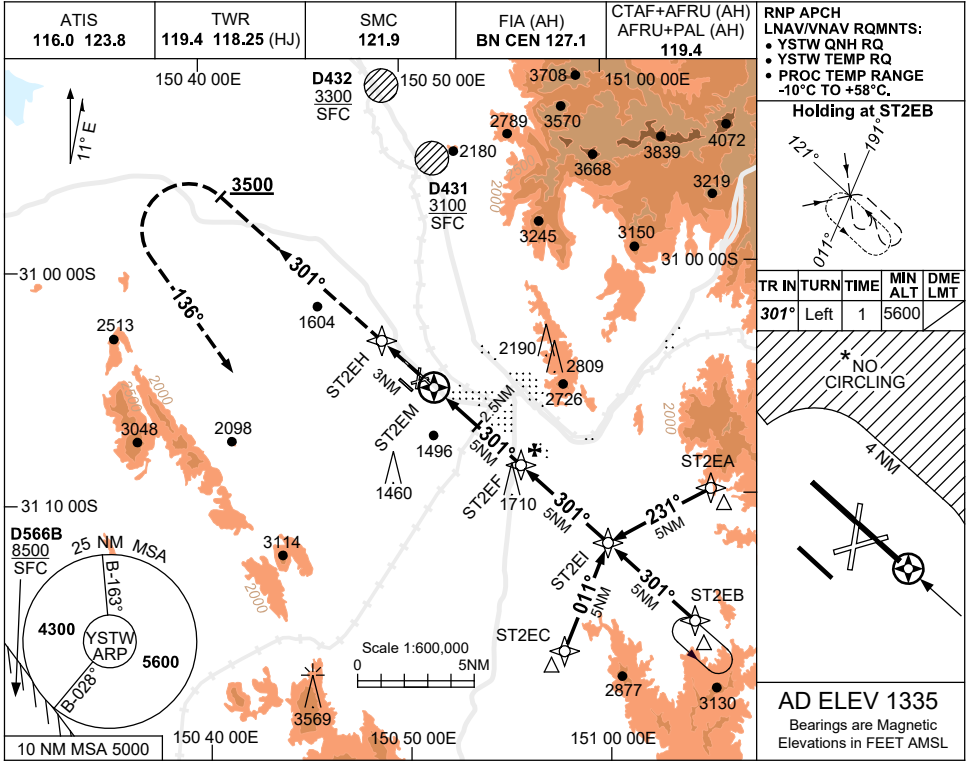 ATIS
116.0 123.8
TWR
119.4 118.25 (HJ)
SMC
121.9
FIA (AH)
BN CEN 127.1
CTAF+AFRU (AH)
AFRU+PAL (AH)
119.4
RNP APCH
LNAV/VNAV RQMNTS:
• YSTW QNH RQ
• YSTW TEMP RQ
• PROC TEMP RANGE
-10°C TO +58°C.
150 40 00E
150 50 00E
151 00 00E
11° E
D432
3300
SFC
D431
3100
SFC
2180
2789
3708
3570
3668
3839
4072
3219
3245
3150
2000
3500
301°
136°
31 00 00S
31 00 00S
1604
2513
2000
2500
3048
2098
ST2EH
3NM
ST2EM
2190
2809
2726
2.5NM
301°
5NM
1496
1460
ST2EF
1710
301°
5NM
2000
ST2EA
231°
5NM
ST2EI
301°
5NM
ST2EB
011°
5NM
ST2EC
31 10 00S
3114
2000
D566B
8500
SFC
25 NM MSA
B-163°
4300
YSTW
ARP
5600
B-028°
10 NM MSA 5000
Scale 1:600,000
0
5NM
3569
2877
3130
150 40 00E
150 50 00E
151 00 00E
Holding at ST2EB
121°
191°
011°
TR IN
TURN
TIME
MIN
ALT
DME
LMT
301°
Left
1
5600
*NO
CIRCLING
4 NM
AD ELEV 1335
Bearings are Magnetic
Elevations in FEET AMSL